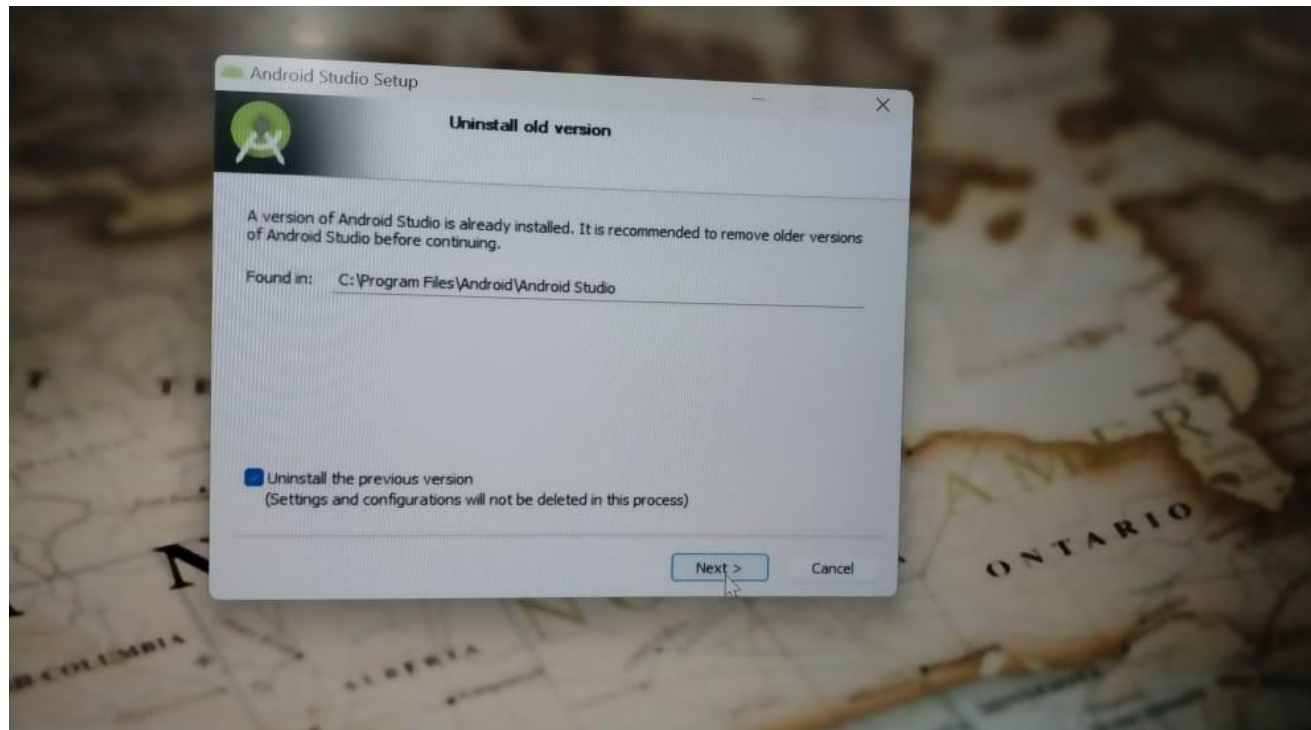 Android Studio Setup
Uninstall old version
A version of Android Studio is already installed. It is recommended to remove older versions
of Android Studio before continuing.
Found in: C:\Program Files\Android\Android Studio
Uninstall the previous version
(Settings and configurations will not be deleted in this process)
Next >
Cancel
ONTARIO